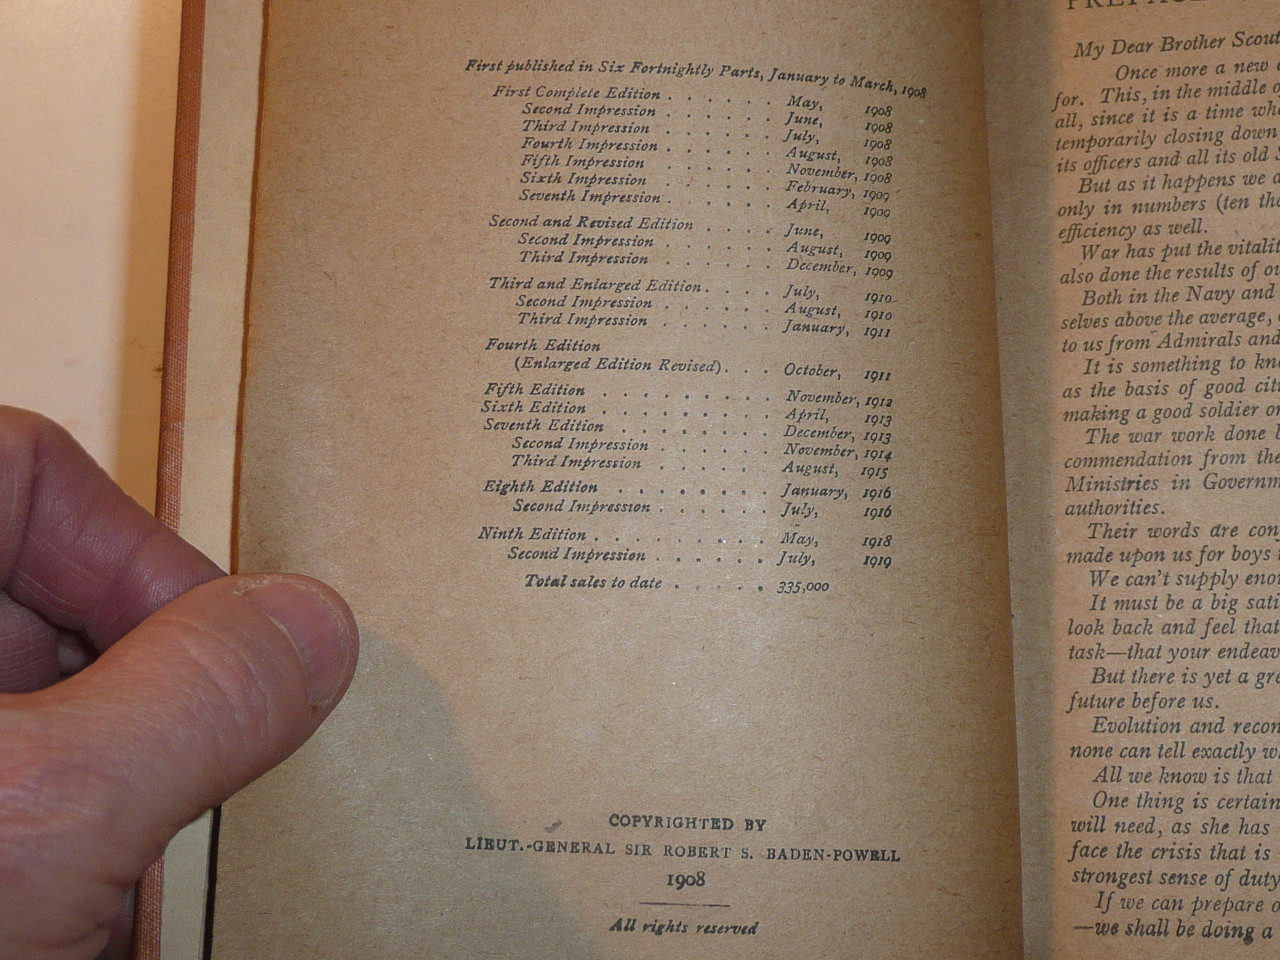 First published in Six Fortnightly Parts, January to March, 1908
First Complete Edition . . . . . . May, 1908
Second Impression . . . . . . June, 1908
Third Impression . . . . . . July, 1908
Fourth Impression . . . . . . August, 1908
Fifth Impression . . . . . . November, 1908
Sixth Impression . . . . . . February, 1909
Seventh Impression . . . . . . April, 1909
Second and Revised Edition . . . . June, 1909
Second Impression . . . . . . August, 1909
Third Impression . . . . . . December, 1909
Third and Enlarged Edition . . . . July, 1910
Second Impression . . . . . . August, 1910
Third Impression . . . . . . January, 1911
Fourth Edition
(Enlarged Edition Revised) . . . October, 1911
Fifth Edition . . . . . . . . . November, 1912
Sixth Edition . . . . . . . . . April, 1913
Seventh Edition . . . . . . . . December, 1913
Second Impression . . . . . . November, 1914
Third Impression . . . . . . August, 1915
Eighth Edition . . . . . . . . January, 1916
Second Impression . . . . . . July, 1916
Ninth Edition . . . . . . . . May, 1918
Second Impression . . . . . . July, 1919
Total sales to date . . . . . 335,000
COPYRIGHTED BY
LIEUT.-GENERAL SIR ROBERT S. BADEN-POWELL
1908
All rights reserved
My Dear Brother Scout
Once more a new
for. This, in the middle
all, since it is a time
temporarily closing down
its officers and all its old
But as it happens we
only in numbers (ten
efficiency as well.
War has put the
also done the results of
Both in the Navy and
selves above the average,
to us from Admirals and
It is something to
as the basis of good
making a good soldier
The war work done
commendation from the
Ministries in
authorities.
Their words are
made upon us for boys
We can't supply
It must be a big
look back and feel that
task—that your
But there is yet a
future before us.
Evolution and
none can tell exactly
All we know is that
One thing is certain
will need, as she has
face the crisis that is
strongest sense of duty
If we can prepare
—we shall be doing a